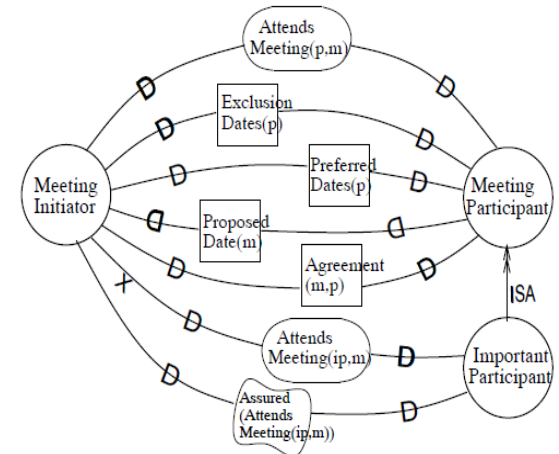 Attends
Meeting(p,m)
D
D
Exclusion
Dates(p)
D
D
Meeting
Initiator
D
Preferred
Dates(p)
D
Meeting
Participant
D
Proposed
Date(m)
D
D
Agreement
(m,p)
D
X
ISA
D
Attends
Meeting(ip,m)
D
Important
Participant
D
Assured
(Attends
Meeting(ip,m))
D